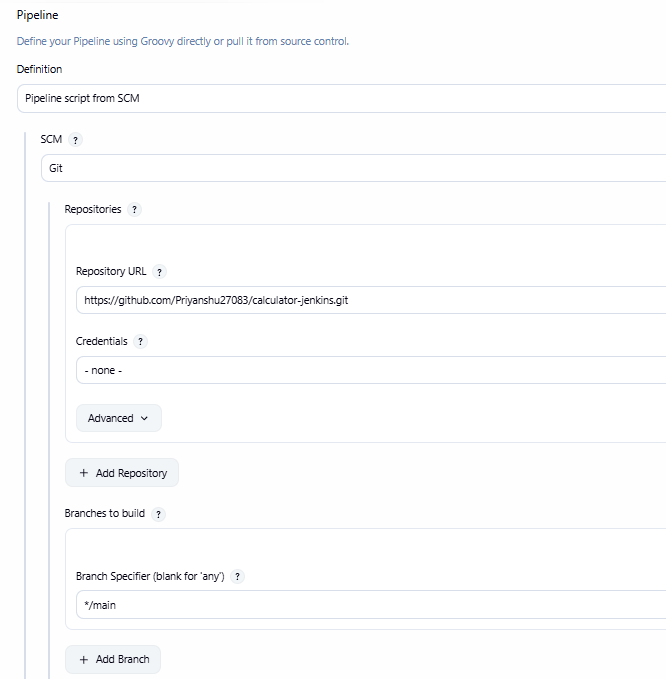 Pipeline
Define your Pipeline using Groovy directly or pull it from source control.
Definition
Pipeline script from SCM
SCM ?
Git
Repositories ?
Repository URL ?
https://github.com/Priyanshu27083/calculator-jenkins.git
Credentials ?
- none -
Advanced
+ Add Repository
Branches to build ?
Branch Specifier (blank for 'any') ?
*/main
+ Add Branch